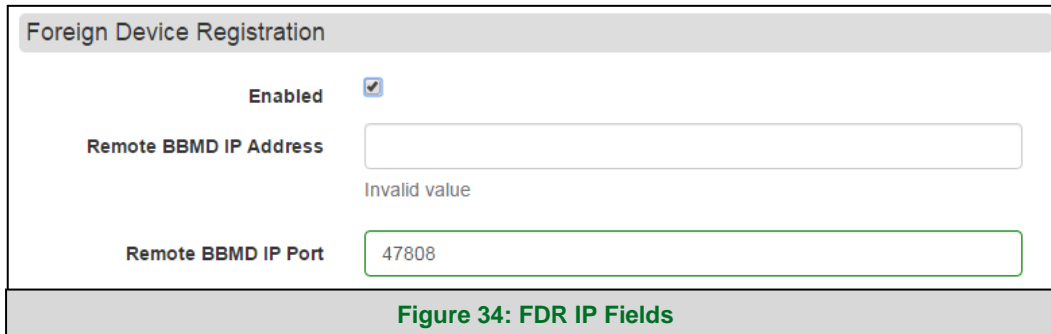 Foreign Device Registration
Enabled
Remote BBMD IP Address
Invalid value
Remote BBMD IP Port 47808
Figure 34: FDR IP Fields